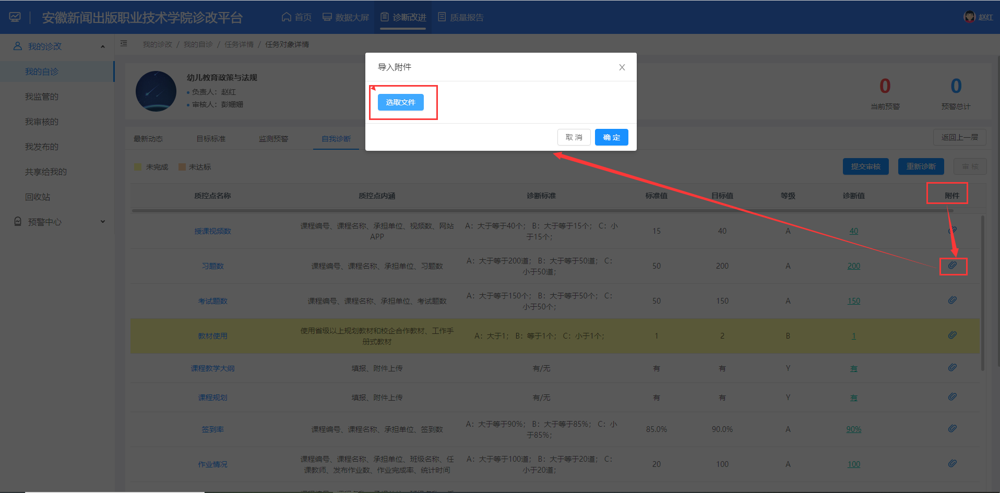 安徽新闻出版职业技术学院诊改平台
首页
数据大屏
诊断改进
质量报告
赵红
我的诊改
我的自诊
我监管的
我审核的
我发布的
共享给我的
回收站
预警中心
我的诊改 / 我的自诊 / 任务详情 / 任务对象详情
幼儿教育政策与法规
负责人：赵红
审核人：彭姗姗
0
当前预警
0
预警总计
导入附件
选取文件
取 消
确 定
最新动态
目标标准
监测预警
自我诊断
返回上一层
未完成
未达标
提交审核
重新诊断
审 核
质控点名称 质控点内涵 诊断标准 标准值 目标值 等级 诊断值 附件
授课视频数 课程编号、课程名称、承担单位、视频数、网站 A：大于等于40个； B：大于等于15个； C：小 15 40 A 40
APP 于15个；
习题数 课程编号、课程名称、承担单位、习题数 A：大于等于200道； B：大于等于50道； C： 50 200 A 200
小于50道；
考试题数 课程编号、课程名称、承担单位、考试题数 A：大于等于150个； B：大于等于50个； C： 50 150 A 150
小于50个；
教材使用 使用省级以上规划教材和校企合作教材、工作手 A：大于1； B：等于1个； C：小于1个； 1 2 B 1
册式教材
课程教学大纲 填报、附件上传 有/无 有 有 Y 有
课程规划 填报、附件上传 有/无 有 有 Y 有
签到率 课程编号、课程名称、承担单位、签到数 A：大于等于90%； B：大于等于85%； C：小 85.0% 90.0% A 90%
于85%；
作业情况 课程编号、课程名称、承担单位、班级名称、任 A：大于等于100道； B：大于等于20道； C： 20 100 A 100
课教师、发布作业数、作业完成率、统计时间 小于20道；